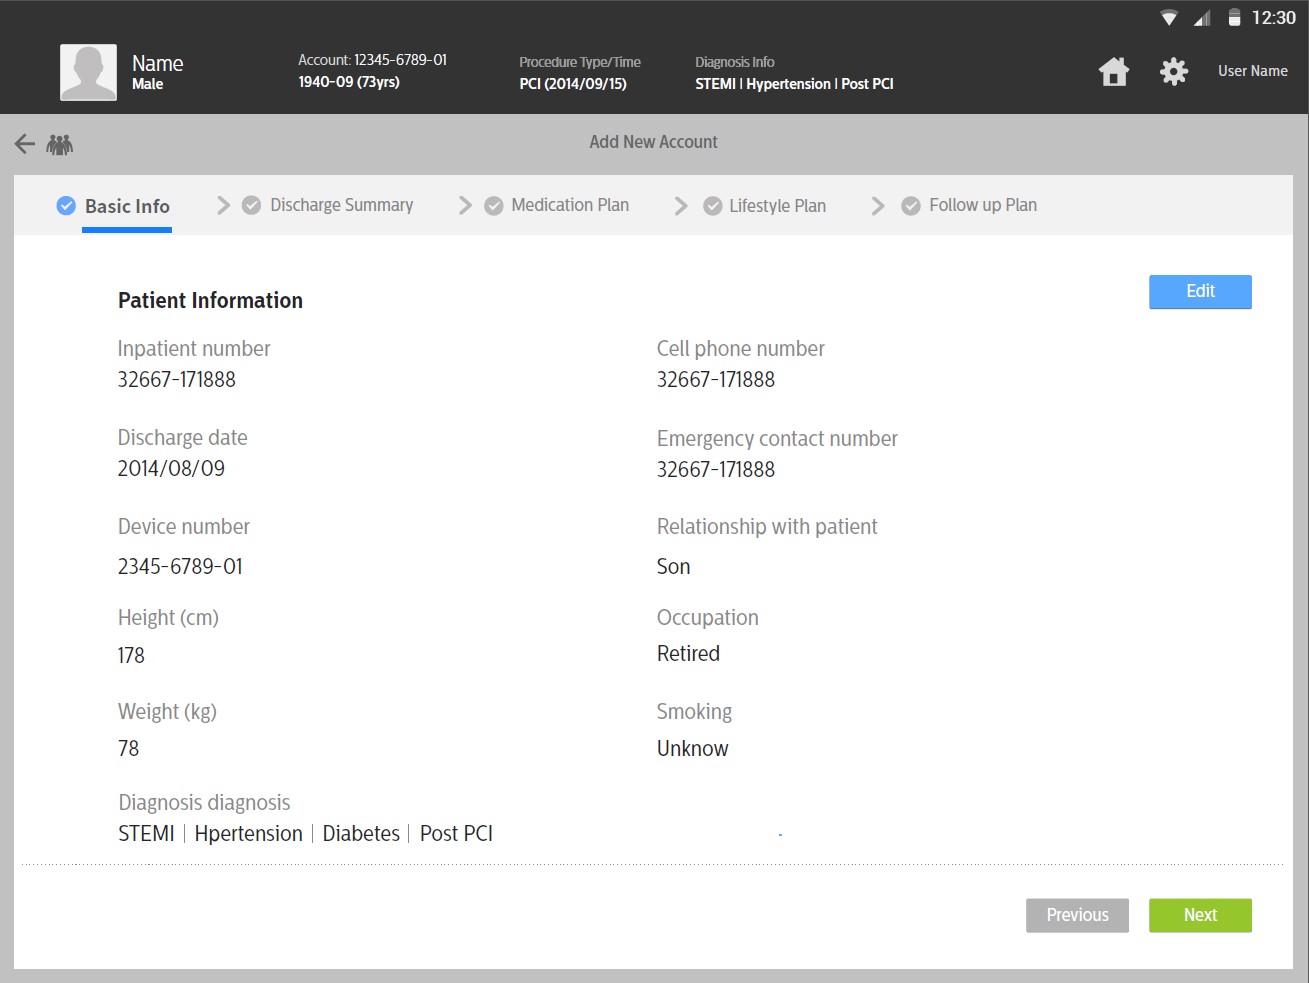 12:30
Name
Male
Account: 12345-6789-01
1940-09 (73yrs)
Procedure Type/Time
PCI (2014/09/15)
Diagnosis Info
STEMI | Hypertension | Post PCI
User Name
Add New Account
Basic Info
Discharge Summary
Medication Plan
Lifestyle Plan
Follow up Plan
Patient Information
Edit
Inpatient number
32667-171888
Cell phone number
32667-171888
Discharge date
2014/08/09
Emergency contact number
32667-171888
Device number
2345-6789-01
Relationship with patient
Son
Height (cm)
178
Occupation
Retired
Weight (kg)
78
Smoking
Unknow
Diagnosis diagnosis
STEMI | Hpertension | Diabetes | Post PCI
Previous
Next